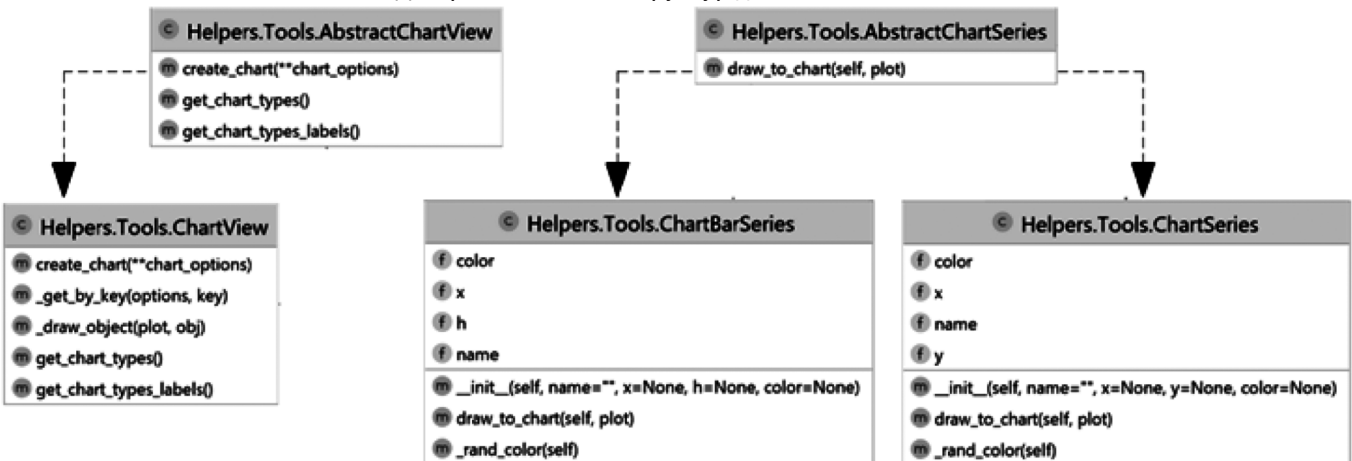 Helpers.Tools.AbstractChartView
create_chart(**chart_options)
get_chart_types()
get_chart_types_labels()
Helpers.Tools.AbstractChartSeries
draw_to_chart(self, plot)
Helpers.Tools.ChartView
create_chart(**chart_options)
_get_by_key(options, key)
_draw_object(plot, obj)
get_chart_types()
get_chart_types_labels()
Helpers.Tools.ChartBarSeries
color
x
h
name
__init__(self, name="", x=None, h=None, color=None)
draw_to_chart(self, plot)
_rand_color(self)
Helpers.Tools.ChartSeries
color
x
name
y
__init__(self, name="", x=None, y=None, color=None)
draw_to_chart(self, plot)
_rand_color(self)